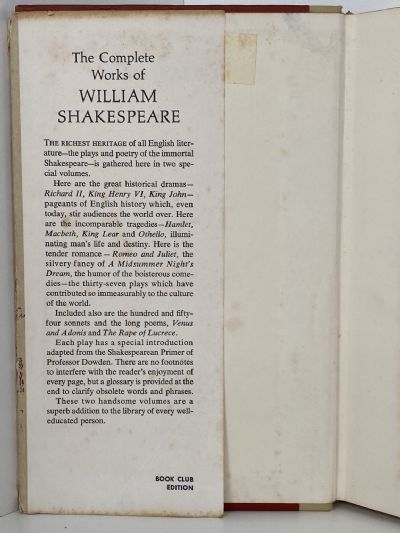 The Complete
Works of
WILLIAM
SHAKESPEARE
THE RICHEST HERITAGE of all English liter-
ature—the plays and poetry of the immortal
Shakespeare—is gathered here in two spe-
cial volumes.
Here are the great historical dramas—
Richard II, King Henry VI, King John—
pageants of English history which, even
today, stir audiences the world over. Here
are the incomparable tragedies—Hamlet,
Macbeth, King Lear and Othello, illumi-
nating man's life and destiny. Here is the
tender romance — Romeo and Juliet, the
silvery fancy of A Midsummer Night's
Dream, the humor of the boisterous come-
dies—the thirty-seven plays which have
contributed so immeasurably to the culture
of the world.
Included also are the hundred and fifty-
four sonnets and the long poems, Venus
and Adonis and The Rape of Lucrece.
Each play has a special introduction
adapted from the Shakespearean Primer of
Professor Dowden. There are no footnotes
to interfere with the reader's enjoyment of
every page, but a glossary is provided at the
end to clarify obsolete words and phrases.
These two handsome volumes are a
superb addition to the library of every well-
educated person.
BOOK CLUB
EDITION